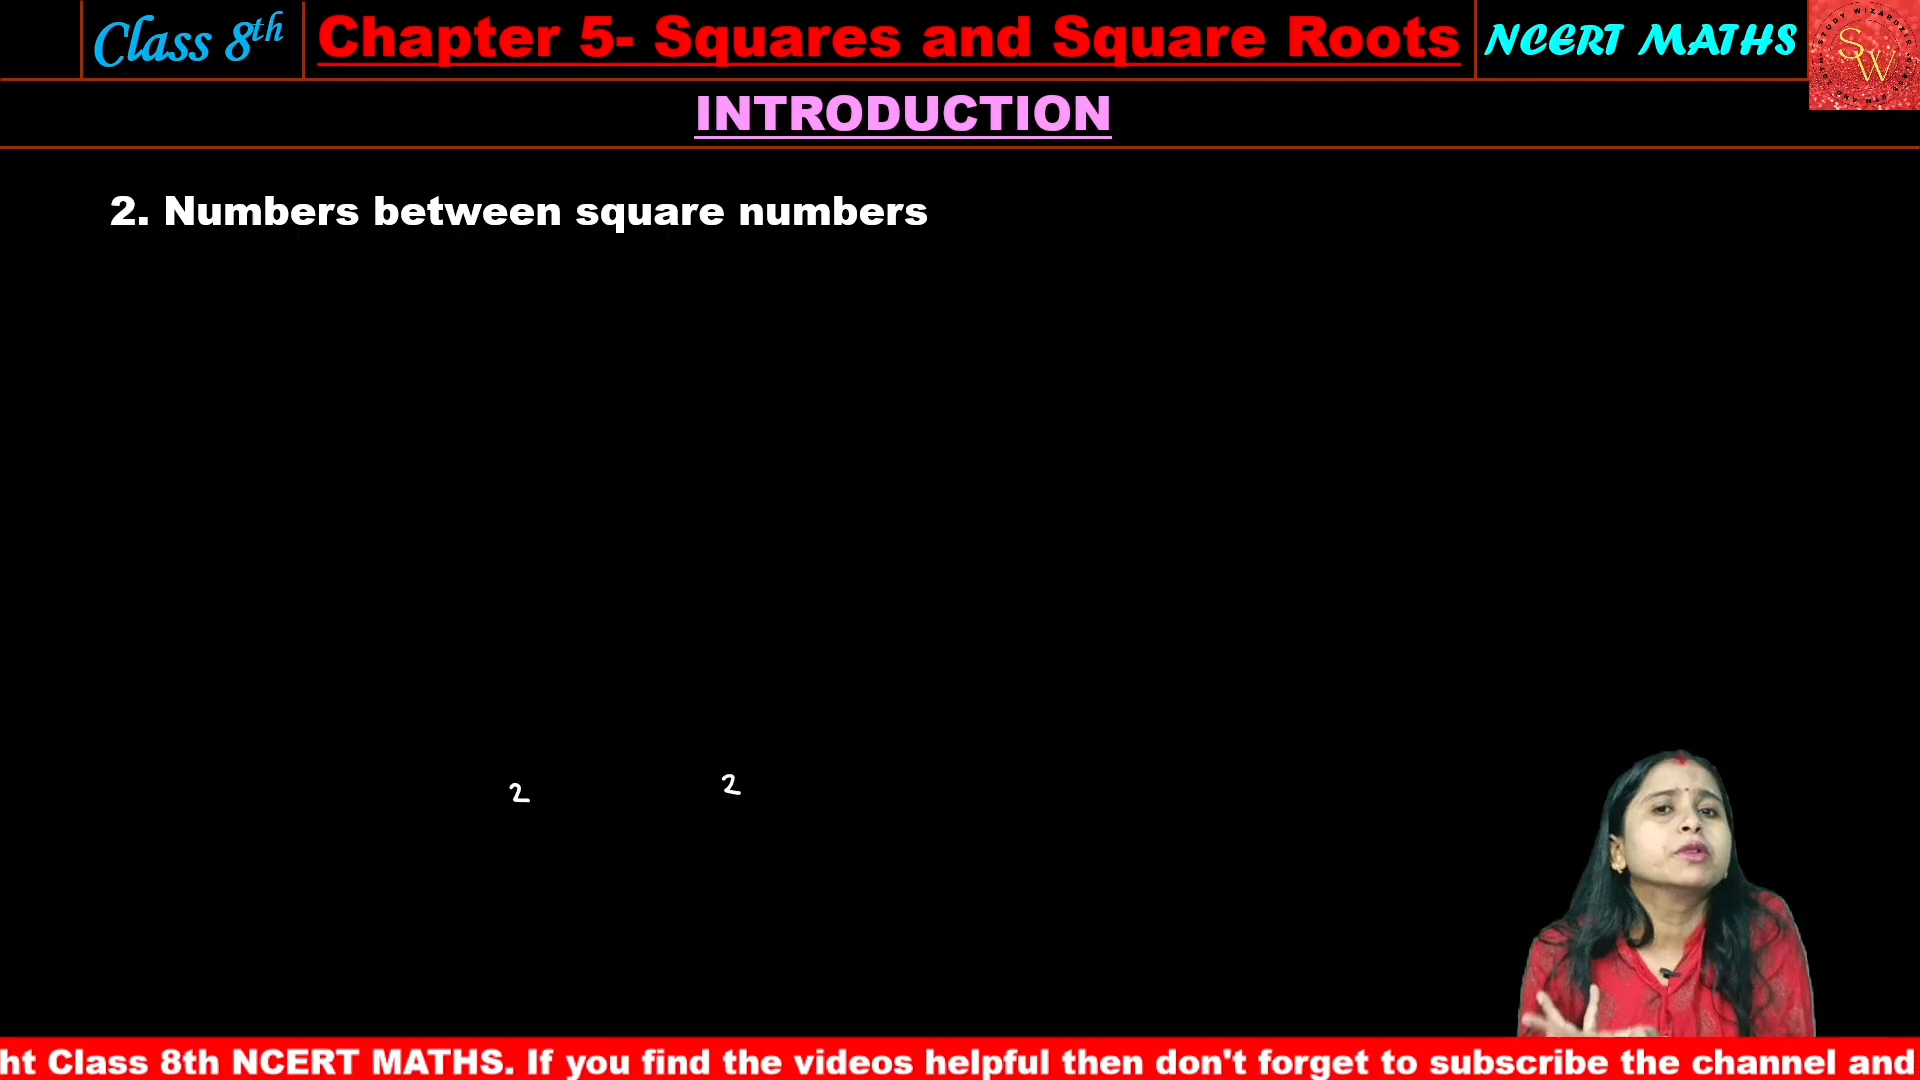 Class 8th Chapter 5- Squares and Square Roots NCERT MATHS
SW
INTRODUCTION
2. Numbers between square numbers
2 2
ht Class 8th NCERT MATHS. If you find the videos helpful then don't forget to subscribe the channel and